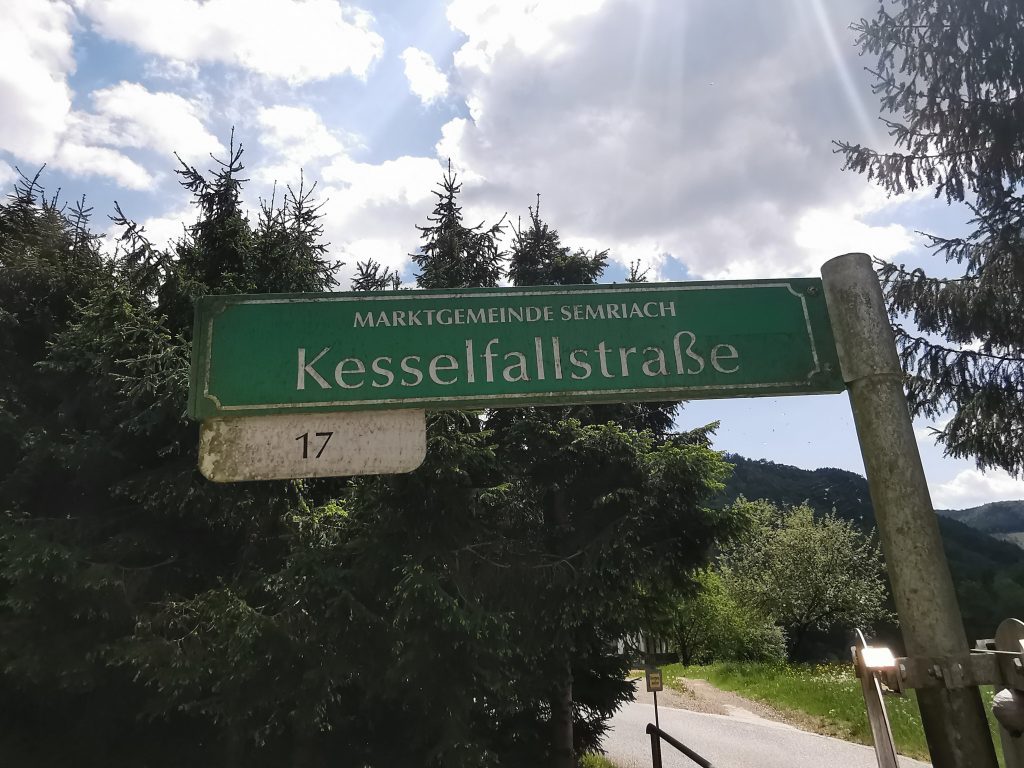 MARKTGEMEINDE SEMRIACH
Kesselfallstraße
17